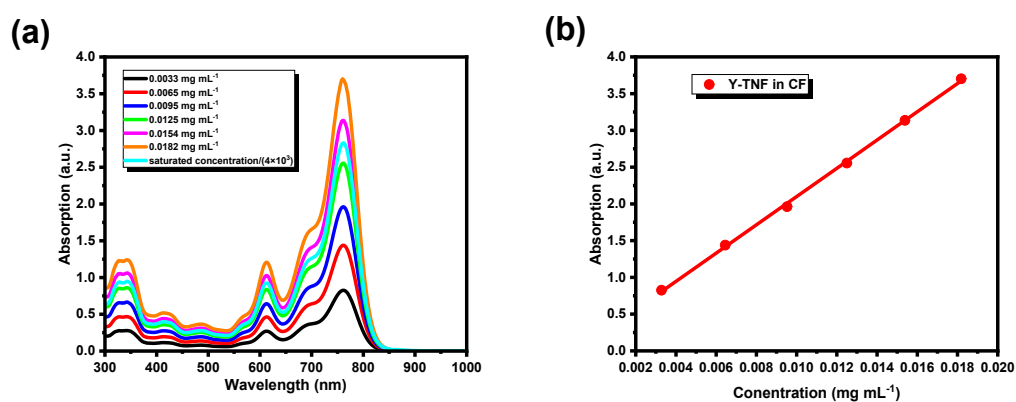 (a)
4.0
3.5
3.0
2.5
2.0
1.5
1.0
0.5
0.0
Absorption (a.u.)
0.0033 mg mL⁻¹
0.0065 mg mL⁻¹
0.0095 mg mL⁻¹
0.0125 mg mL⁻¹
0.0154 mg mL⁻¹
0.0182 mg mL⁻¹
saturated concentration/(4×10³)
300 400 500 600 700 800 900 1000
Wavelength (nm)
(b)
4.0
3.5
3.0
2.5
2.0
1.5
1.0
0.5
0.0
Absorption (a.u.)
Y-TNF in CF
0.002 0.004 0.006 0.008 0.010 0.012 0.014 0.016 0.018 0.020
Conentration (mg mL⁻¹)